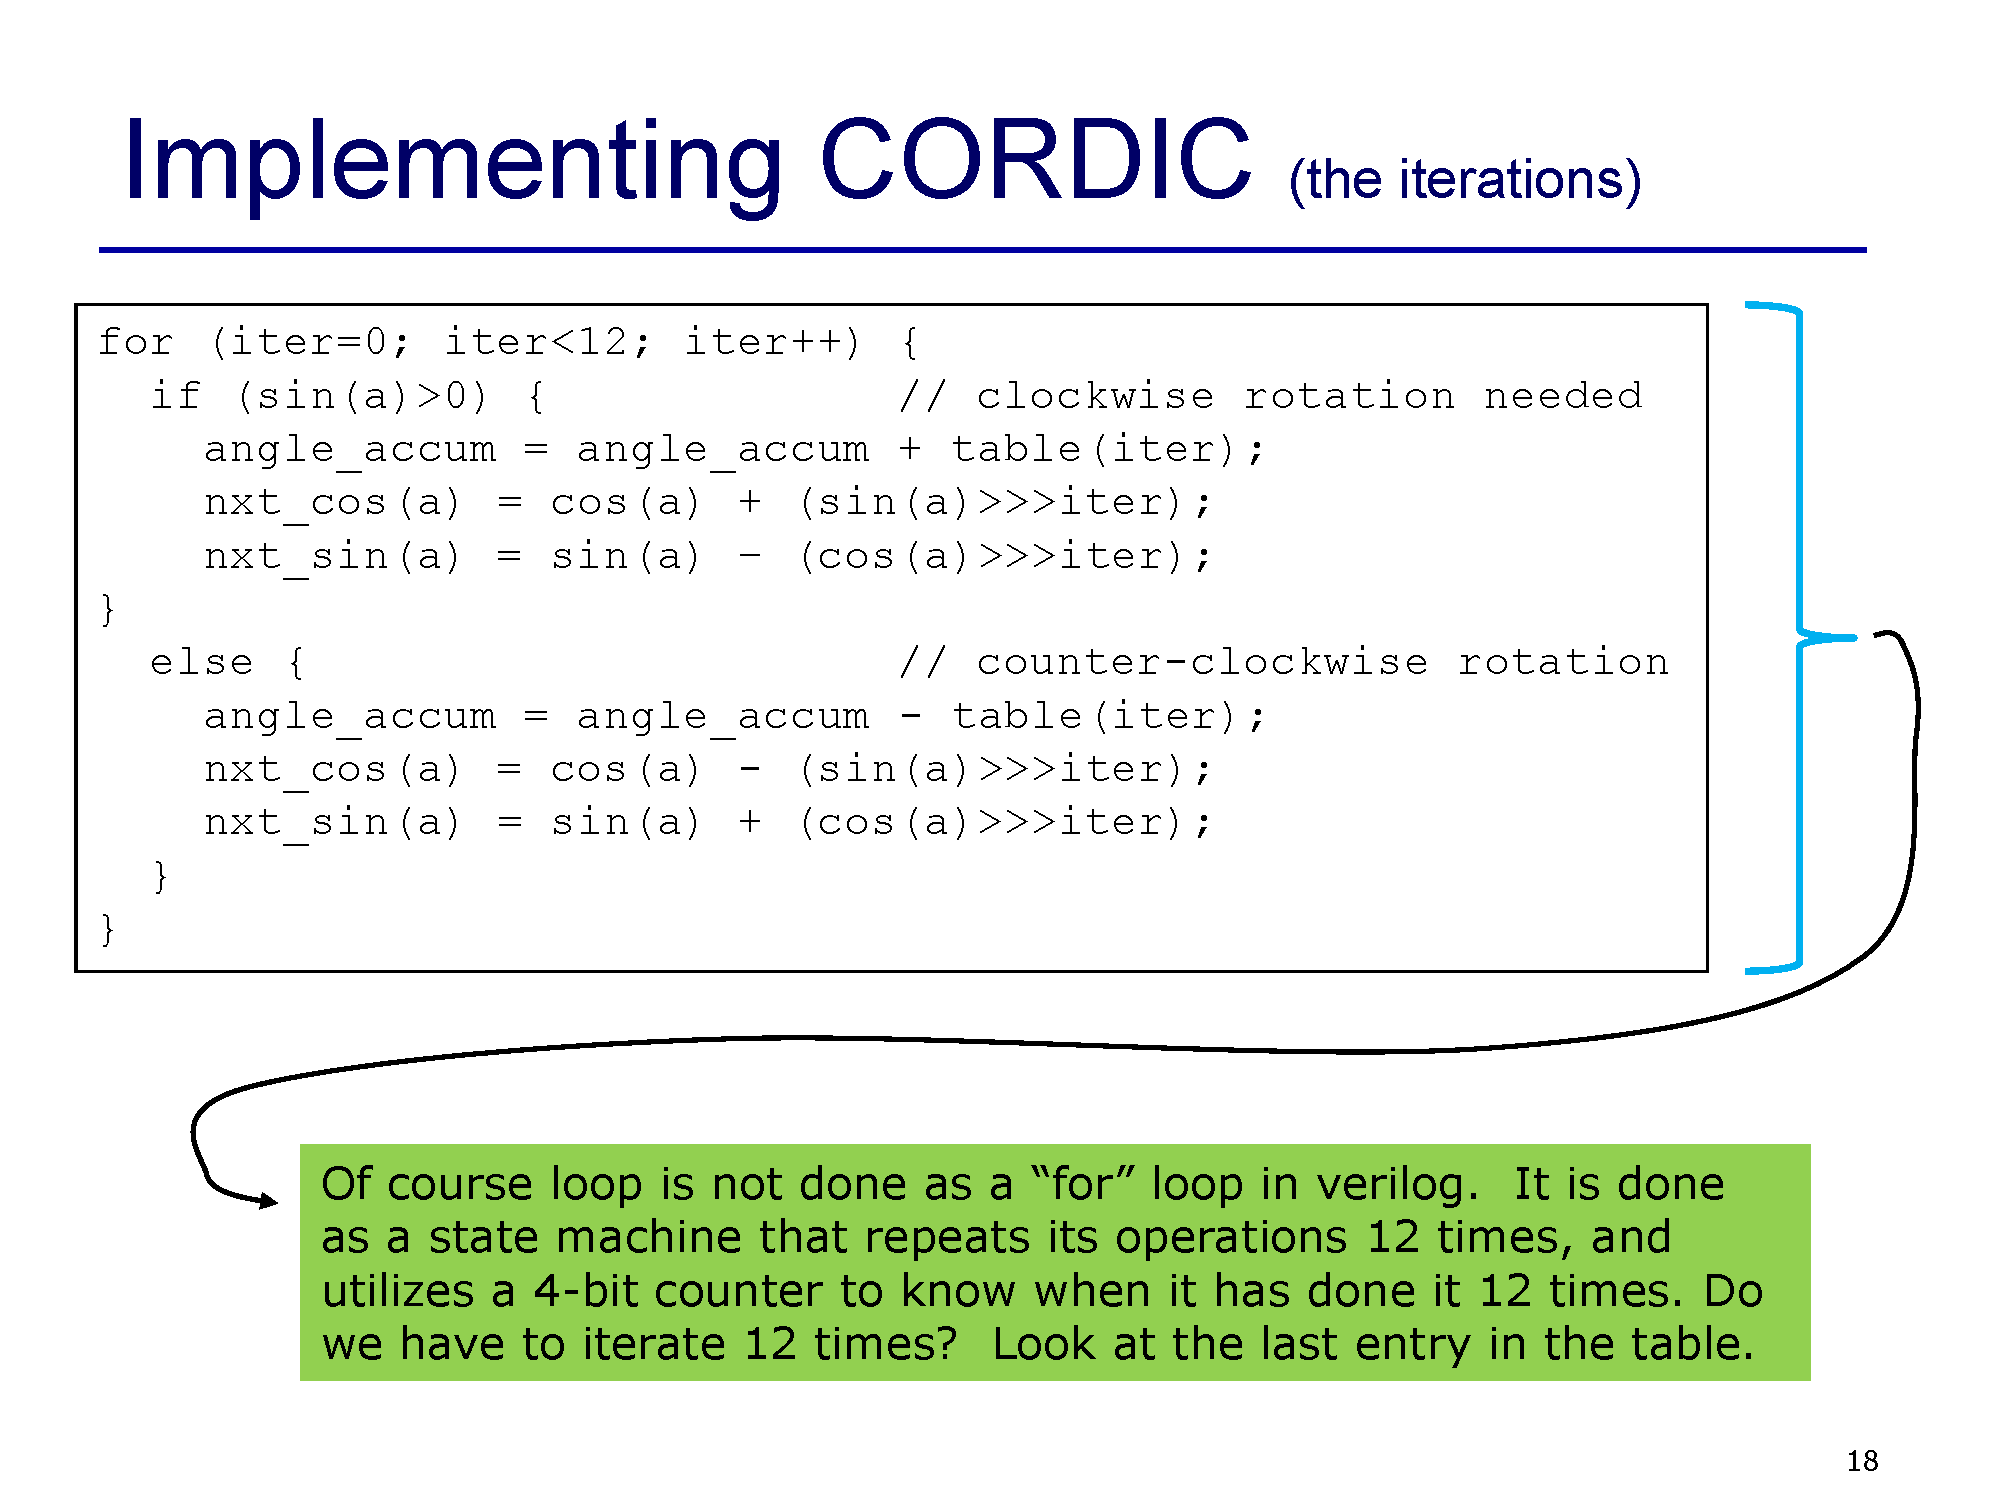 Implementing CORDIC (the iterations)
for (iter=0; iter<12; iter++) {
  if (sin(a)>0) {              // clockwise rotation needed
    angle_accum = angle_accum + table(iter);
    nxt_cos(a) = cos(a) + (sin(a)>>>iter);
    nxt_sin(a) = sin(a) – (cos(a)>>>iter);
}
  else {                       // counter-clockwise rotation
    angle_accum = angle_accum - table(iter);
    nxt_cos(a) = cos(a) - (sin(a)>>>iter);
    nxt_sin(a) = sin(a) + (cos(a)>>>iter);
  }
}
Of course loop is not done as a “for” loop in verilog. It is done
as a state machine that repeats its operations 12 times, and
utilizes a 4-bit counter to know when it has done it 12 times. Do
we have to iterate 12 times? Look at the last entry in the table.
18